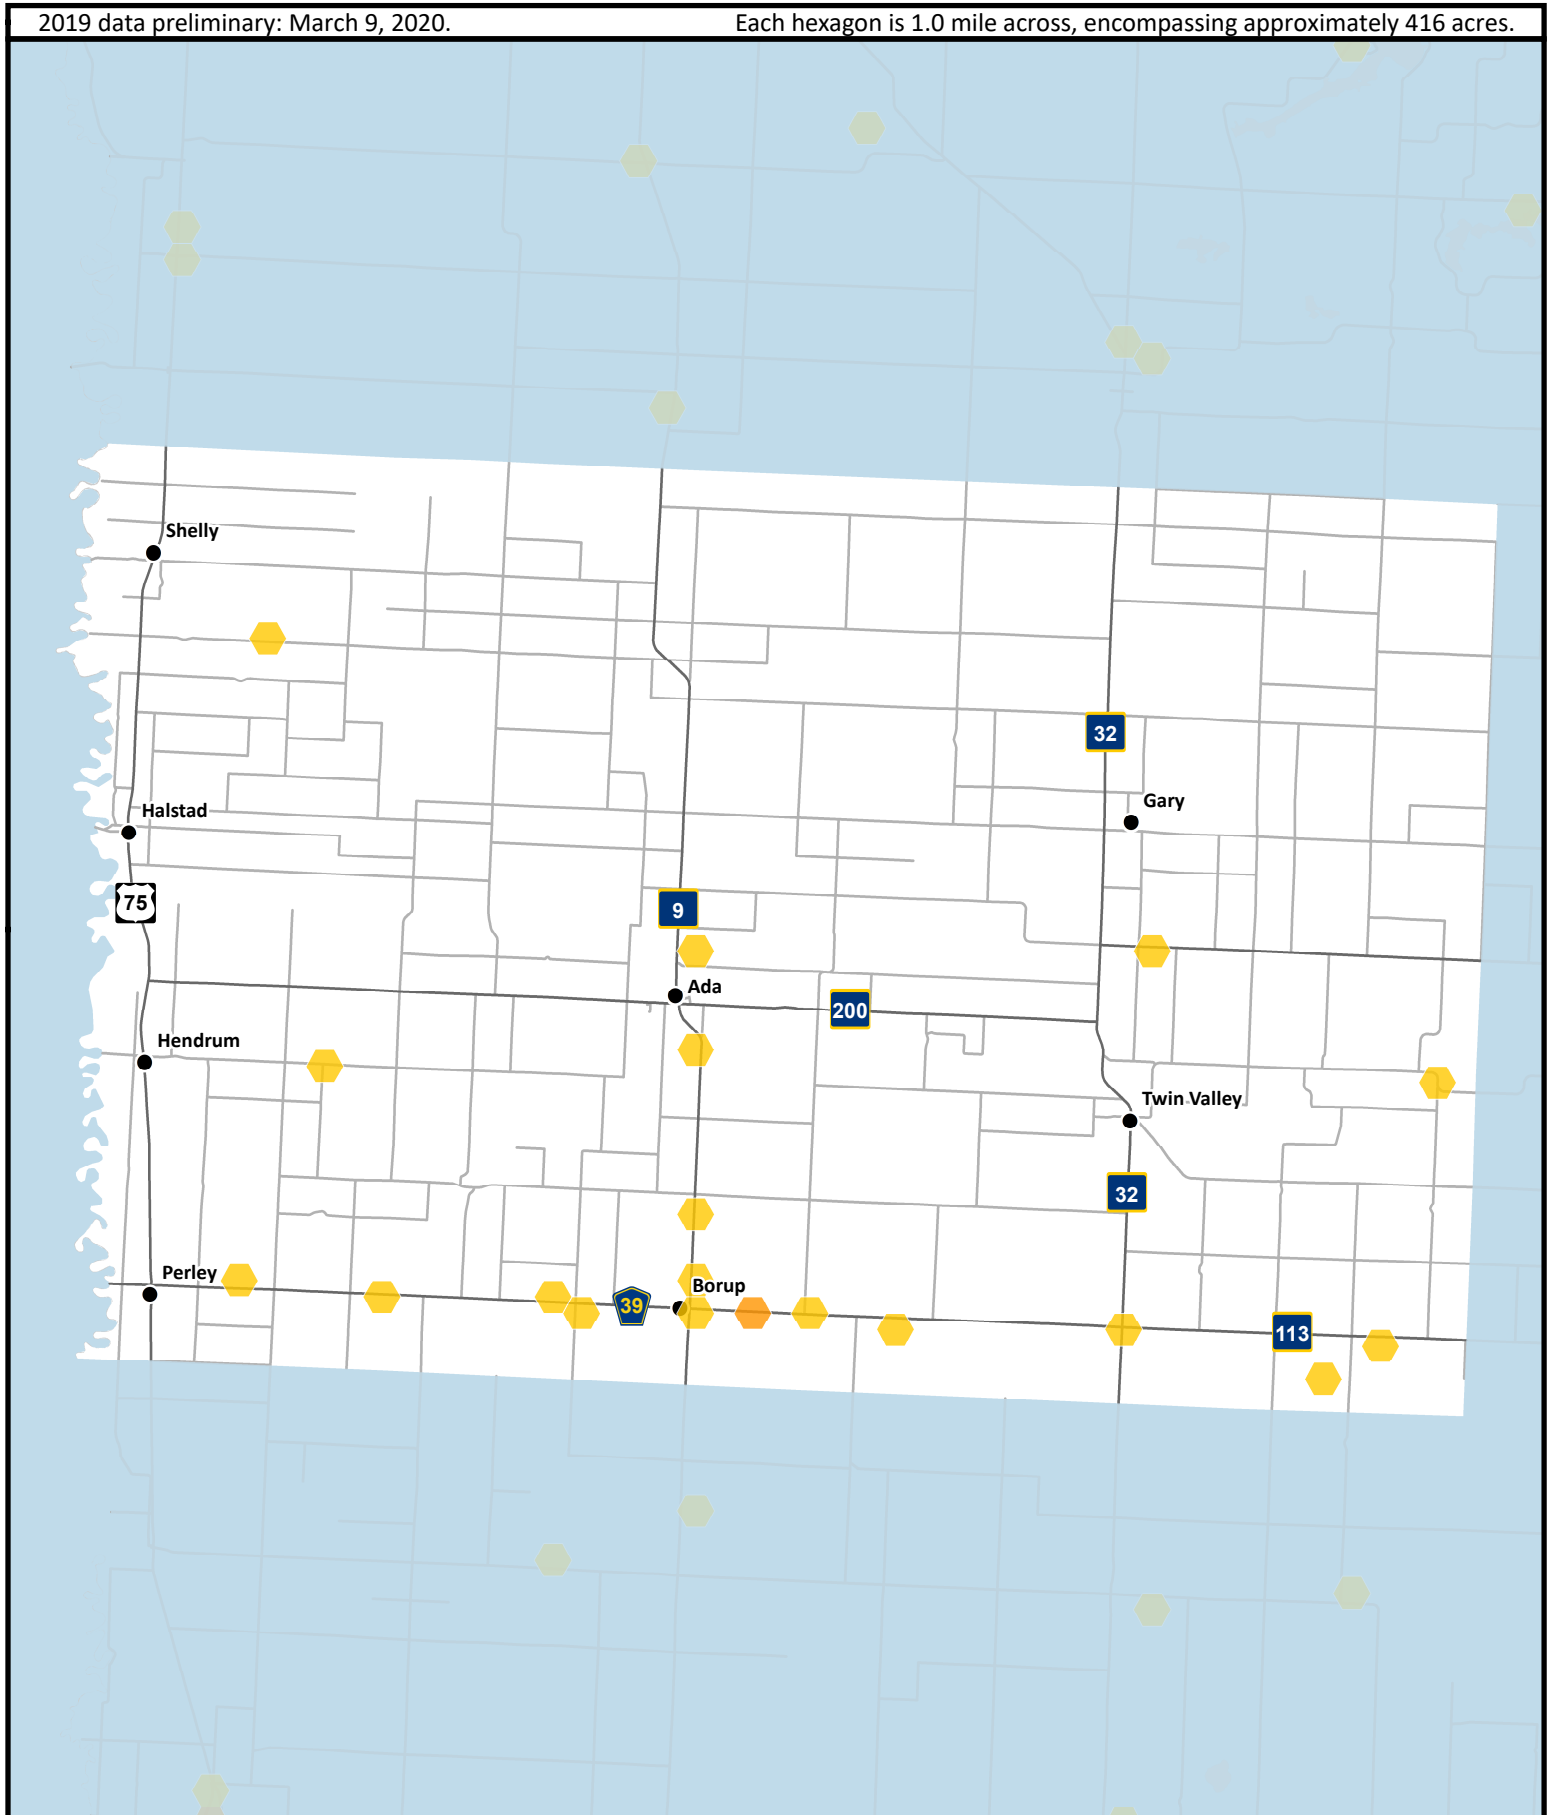 2019 data preliminary: March 9, 2020. Each hexagon is 1.0 mile across, encompassing approximately 416 acres.
Shelly
32
Gary
Halstad
75
9
Ada
200
Hendrum
Twin Valley
32
Perley
Borup
39
113